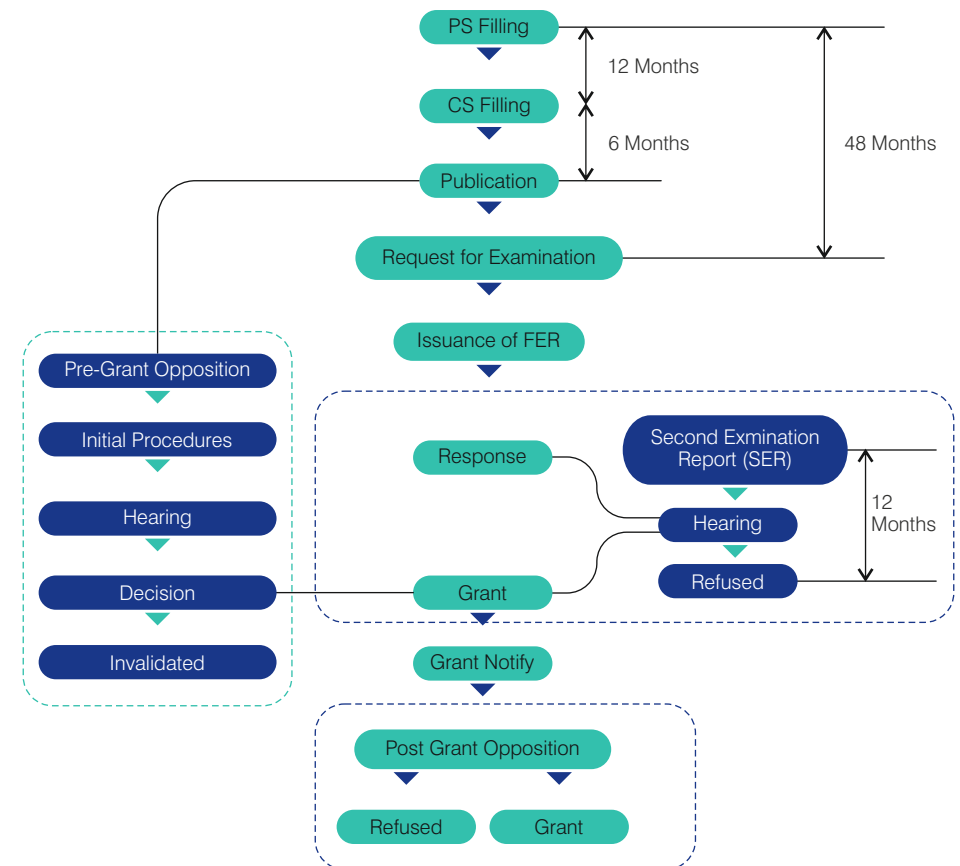 PS Filling
12 Months
CS Filling
6 Months
48 Months
Publication
Request for Examination
Issuance of FER
Pre-Grant Opposition
Initial Procedures
Hearing
Decision
Invalidated
Response
Second Exmination
Report (SER)
12
Months
Hearing
Refused
Grant
Grant Notify
Post Grant Opposition
Refused
Grant